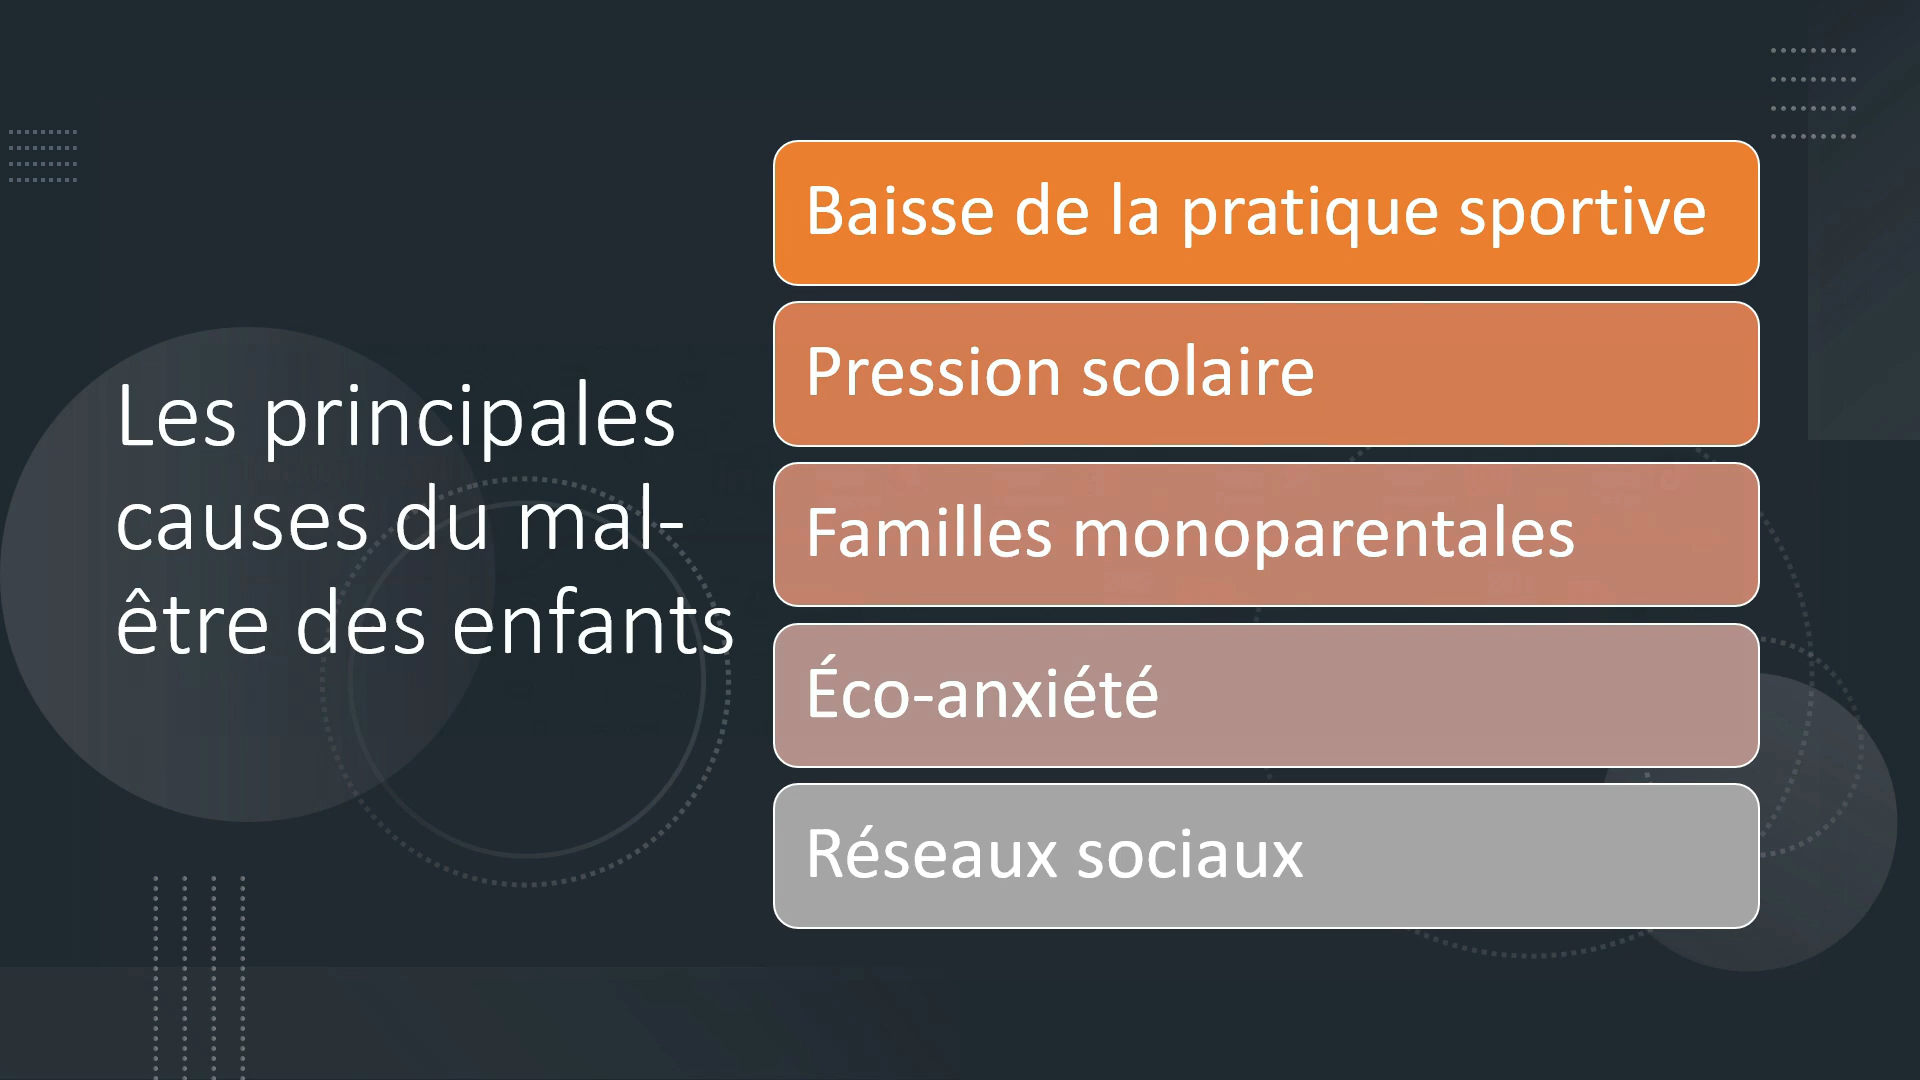 Les principales
causes du mal-
être des enfants
Baisse de la pratique sportive
Pression scolaire
Familles monoparentales
Éco-anxiété
Réseaux sociaux